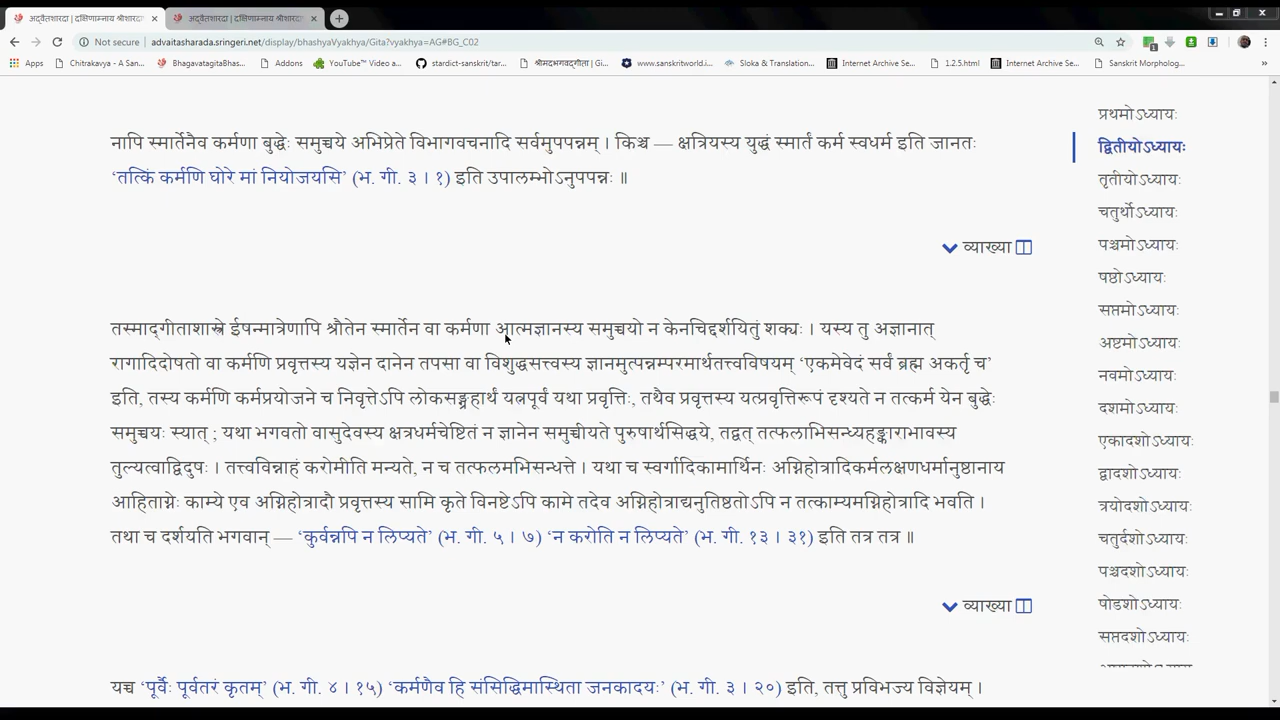 अद्वैतशारदा | दक्षिणाम्नाय श्रीशारदा
अद्वैतशारदा | दक्षिणाम्नाय श्रीशारदा
Not secure | advaitasharada.sringeri.net/display/bhashyaVyakhya/Gita?vyakhya=AG#BG_C02
Apps Chitrakavya - A San... BhagavatagitaBhas... Addons YouTube™ Video a... stardict-sanskrit/tar... श्रीमदभगवद्गीता | Gi... www.sanskritworld.i... Sloka & Translation... Internet Archive Se... 1.2.5.html Internet Archive Se... Sanskrit Morpholog... »
नापि स्मार्तेनैव कर्मणा बुद्धेः समुच्चये अभिप्रेते विभागवचनादि सर्वमुपपन्नम् । किञ्च — क्षत्रियस्य युद्धं स्मार्तं कर्म स्वधर्म इति जानतः
‘तत्किं कर्मणि घोरे मां नियोजयसि’ (भ. गी. ३ । १) इति उपालम्भोऽनुपपन्नः ॥
व्याख्या
तस्माद्गीताशास्त्रे ईषन्मात्रेणापि श्रौतेन स्मार्तेन वा कर्मणा आत्मज्ञानस्य समुच्चयो न केनचिद्दर्शयितुं शक्यः । यस्य तु अज्ञानात्
रागादिदोषतो वा कर्मणि प्रवृत्तस्य यज्ञेन दानेन तपसा वा विशुद्धसत्त्वस्य ज्ञानमुत्पन्नम्परमार्थतत्त्वविषयम् ‘एकमेवेदं सर्वं ब्रह्म अकर्तृ च’
इति, तस्य कर्मणि कर्मप्रयोजने च निवृत्तेऽपि लोकसङ्ग्रहार्थं यत्नपूर्वं यथा प्रवृत्तिः, तथैव प्रवृत्तस्य यत्प्रवृत्तिरूपं दृश्यते न तत्कर्म येन बुद्धेः
समुच्चयः स्यात् ; यथा भगवतो वासुदेवस्य क्षत्रधर्मचेष्टितं न ज्ञानेन समुच्चीयते पुरुषार्थसिद्धये, तद्वत् तत्फलाभिसन्ध्यहङ्काराभावस्य
तुल्यत्वाद्विदुषः । तत्त्वविन्नाहं करोमीति मन्यते, न च तत्फलमभिसन्धत्ते । यथा च स्वर्गादिकामार्थिनः अग्निहोत्रादिकर्मलक्षणधर्मानुष्ठानाय
आहिताग्नेः काम्ये एव अग्निहोत्रादौ प्रवृत्तस्य सामि कृते विनष्टेऽपि कामे तदेव अग्निहोत्राद्यनुतिष्ठतोऽपि न तत्काम्यमग्निहोत्रादि भवति ।
तथा च दर्शयति भगवान् — ‘कुर्वन्नपि न लिप्यते’ (भ. गी. ५ । ७) ‘न करोति न लिप्यते’ (भ. गी. १३ । ३१) इति तत्र तत्र ॥
व्याख्या
यच्च ‘पूर्वैः पूर्वतरं कृतम्’ (भ. गी. ४ । १५) ‘कर्मणैव हि संसिद्धिमास्थिता जनकादयः’ (भ. गी. ३ । २०) इति, तत्तु प्रविभज्य विज्ञेयम् ।
प्रथमोऽध्यायः
द्वितीयोऽध्यायः
तृतीयोऽध्यायः
चतुर्थोऽध्यायः
पञ्चमोऽध्यायः
षष्ठोऽध्यायः
सप्तमोऽध्यायः
अष्टमोऽध्यायः
नवमोऽध्यायः
दशमोऽध्यायः
एकादशोऽध्यायः
द्वादशोऽध्यायः
त्रयोदशोऽध्यायः
चतुर्दशोऽध्यायः
पञ्चदशोऽध्यायः
षोडशोऽध्यायः
सप्तदशोऽध्यायः